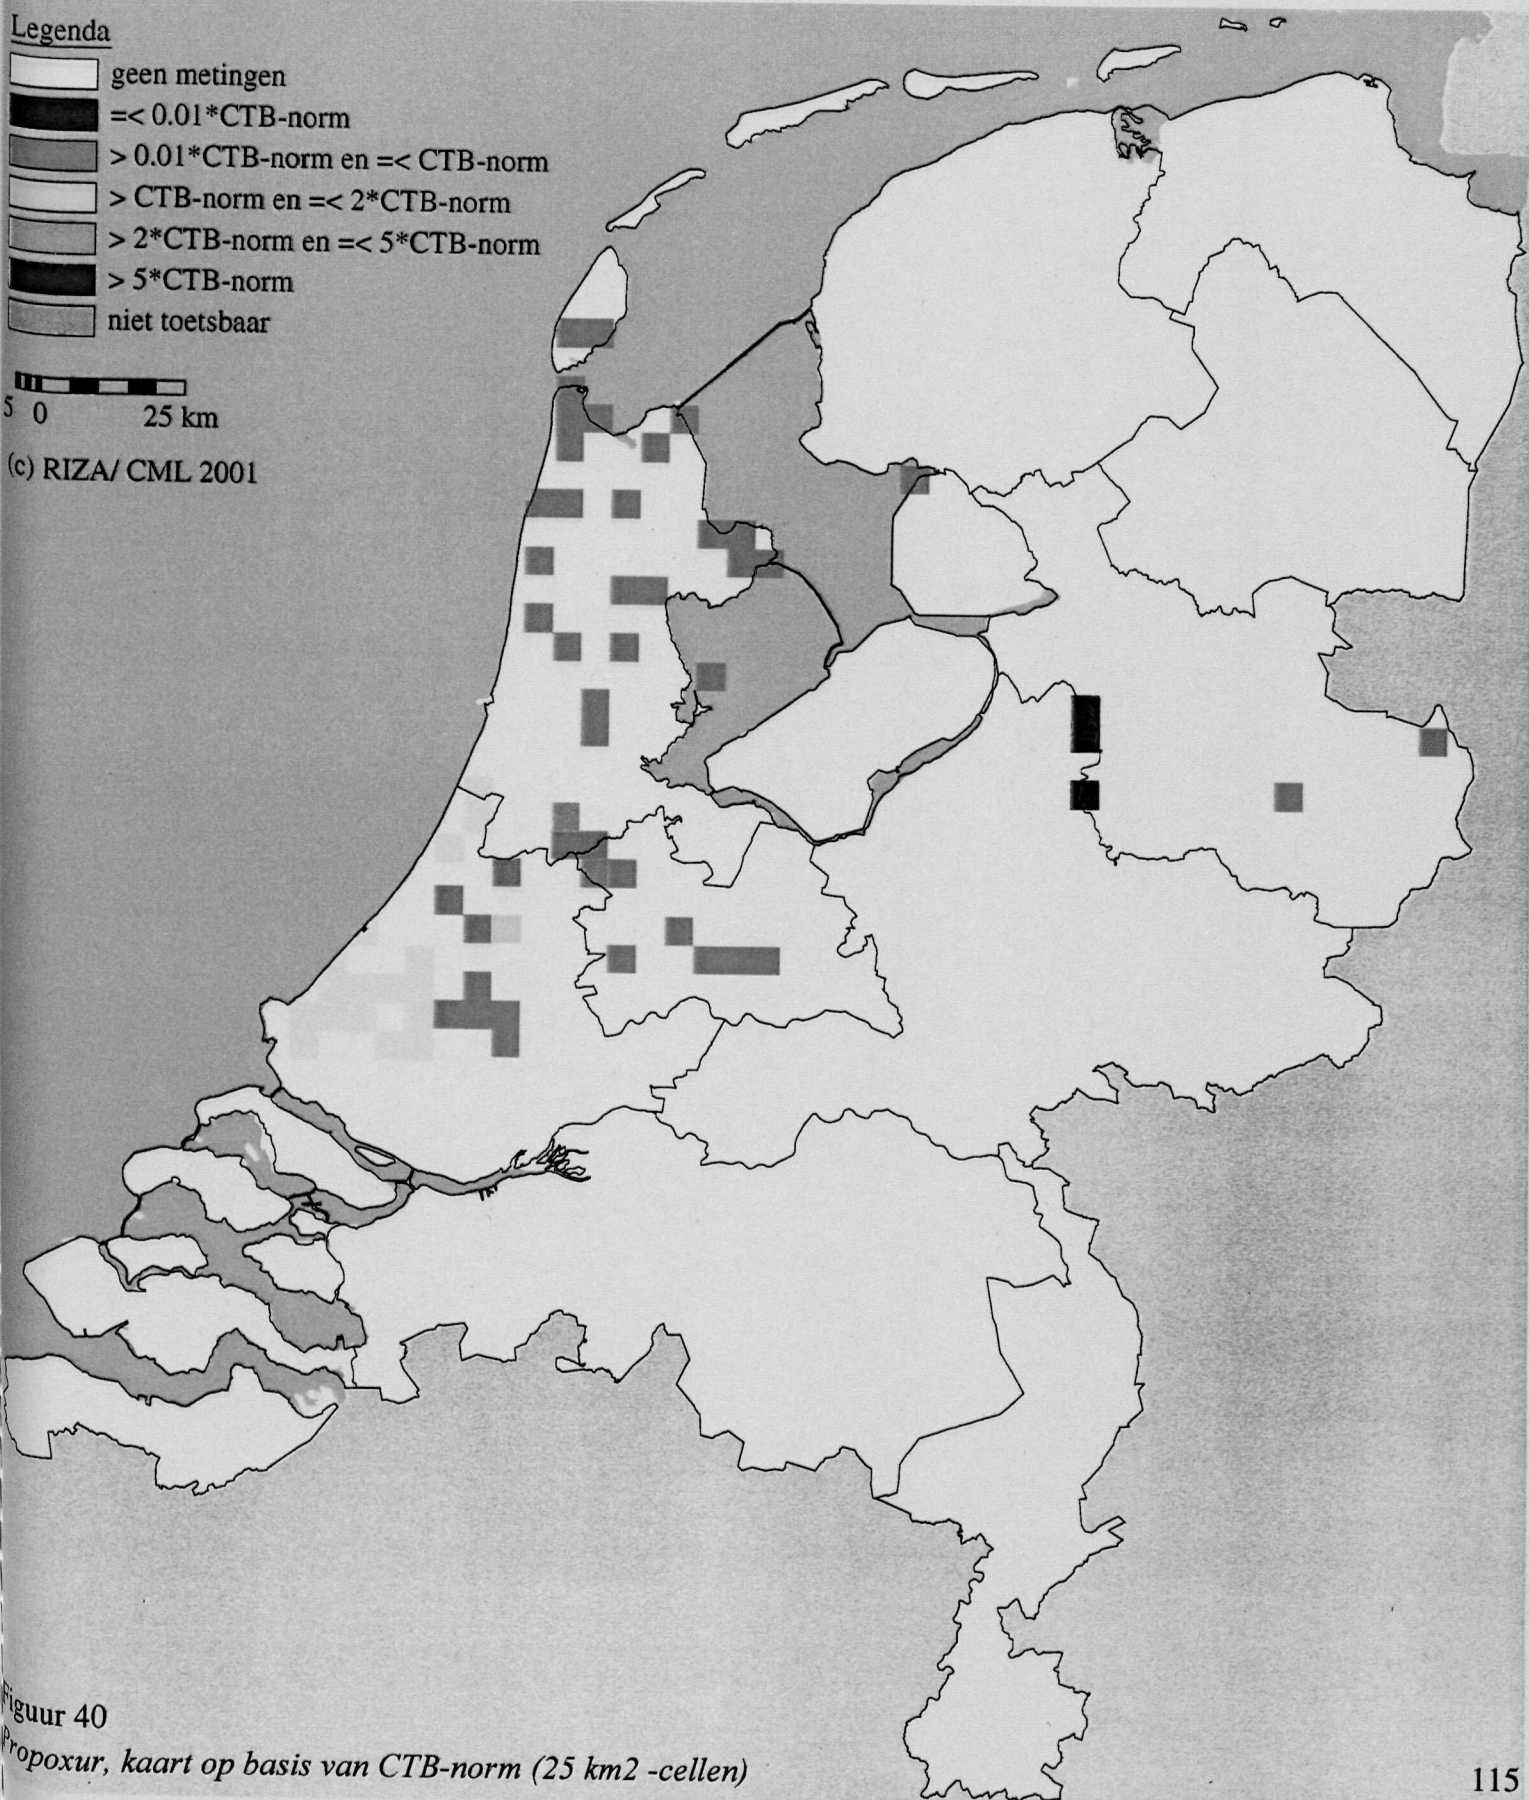 Legenda
geen metingen
=< 0.01*CTB-norm
> 0.01*CTB-norm en =< CTB-norm
> CTB-norm en =< 2*CTB-norm
> 2*CTB-norm en =< 5*CTB-norm
> 5*CTB-norm
niet toetsbaar
5 0 25 km
(c) RIZA/ CML 2001
Figuur 40
Propoxur, kaart op basis van CTB-norm (25 km2 -cellen)
115